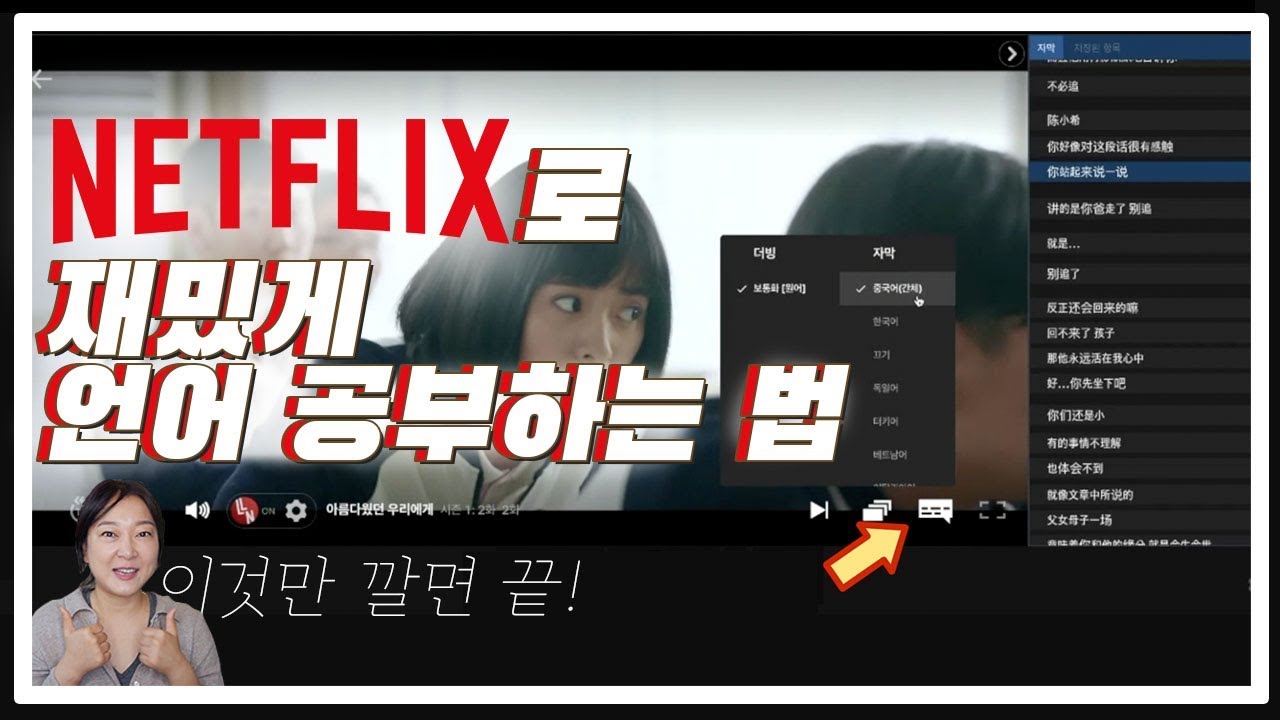 NETFLIX로
재밌게
언어 공부하는 법
이것만 깔면 끝!
더빙
자막
보통화 [원어]
중국어(간체)
한국어
끄기
독일어
터키어
베트남어
LN ON
아름다웠던 우리에게 시즌 1: 2화 2화
자막 저장된 항목
不必追
陈小希
你好像对这段话很有感触
你站起来说一说
讲的是你爸走了 别追
就是...
别追了
反正还会回来的嘛
回不来了 孩子
那他永远活在我心中
好...你先坐下吧
你们还是小
有的事情不理解
也体会不到
就像文章中所说的
父女母子一场